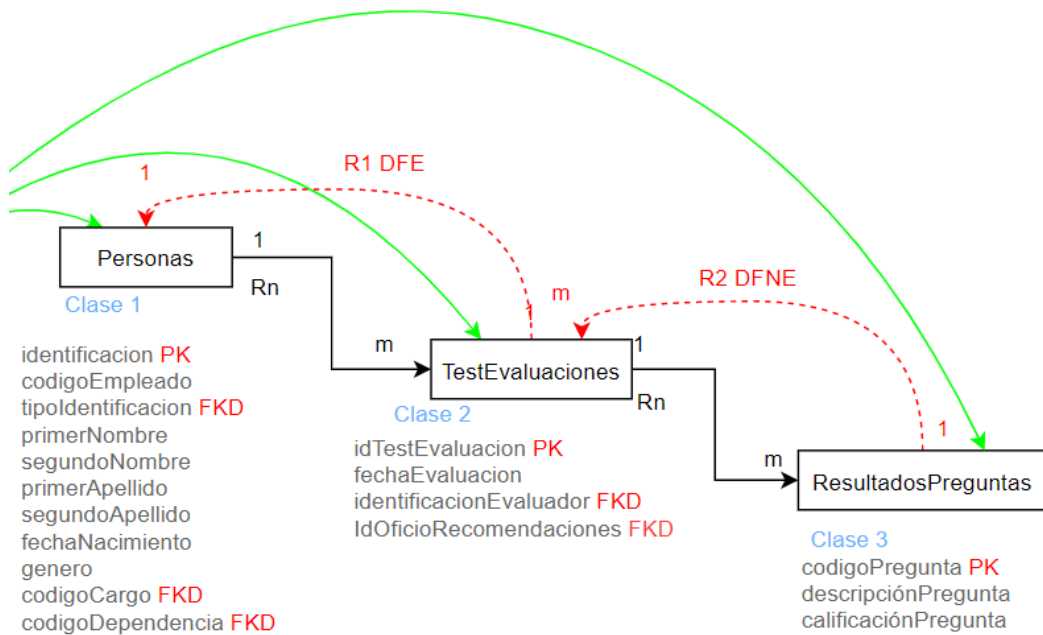 R1 DFE
1
Personas
1
Rn
Clase 1
R2 DFNE
m
1
m
TestEvaluaciones
1
Rn
Clase 2
1
m
ResultadosPreguntas
Clase 3
identificacion PK
codigoEmpleado
tipoIdentificacion FKD
primerNombre
segundoNombre
primerApellido
segundoApellido
fechaNacimiento
genero
codigoCargo FKD
codigoDependencia FKD
idTestEvaluacion PK
fechaEvaluacion
identificacionEvaluador FKD
IdOficioRecomendaciones FKD
codigoPregunta PK
descripciónPregunta
calificaciónPregunta